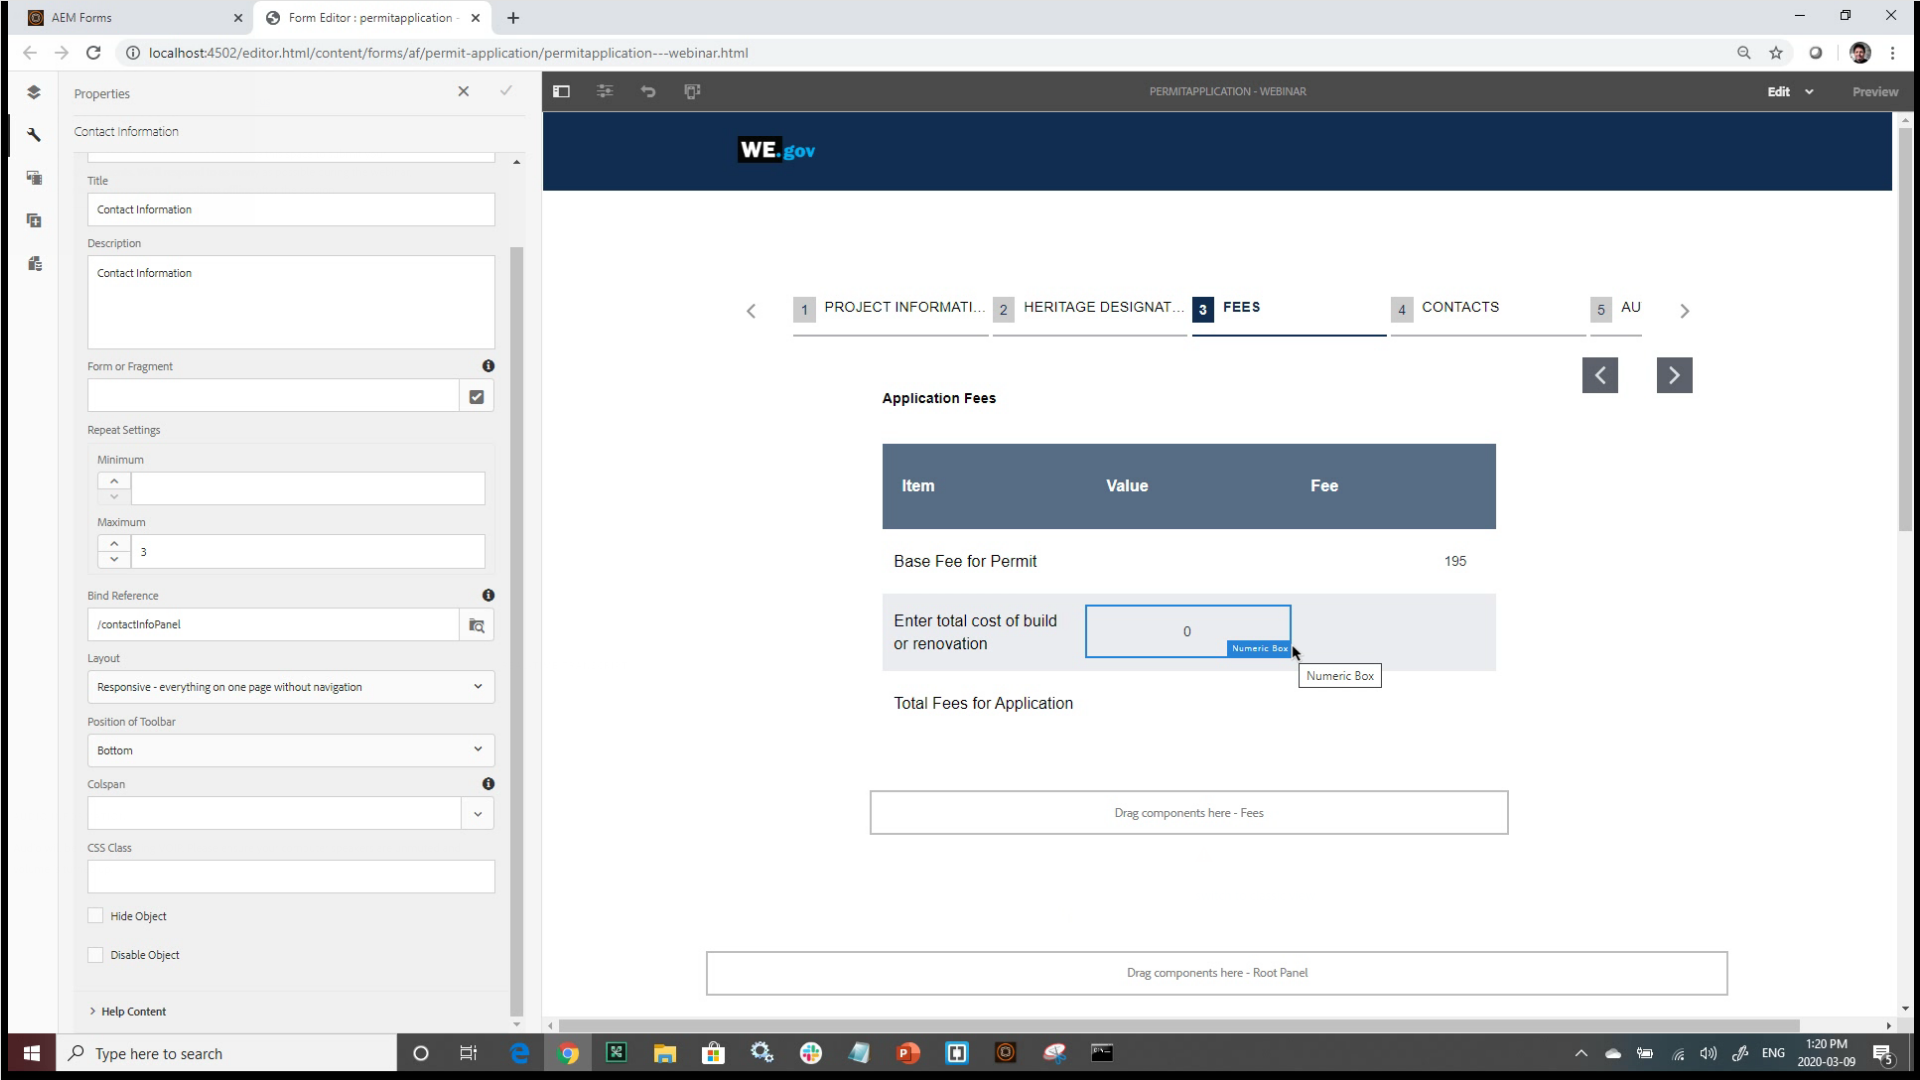 AEM Forms
Form Editor : permitapplication -
localhost:4502/editor.html/content/forms/af/permit-application/permitapplication---webinar.html
Properties
PERMITAPPLICATION - WEBINAR
Edit
Preview
Contact Information
WE.gov
Title
Contact Information
Description
Contact Information
Form or Fragment
Repeat Settings
Minimum
Maximum
3
Bind Reference
/contactInfoPanel
Layout
Responsive - everything on one page without navigation
Position of Toolbar
Bottom
Colspan
CSS Class
Hide Object
Disable Object
Help Content
1 PROJECT INFORMATI...
2 HERITAGE DESIGNAT...
3 FEES
4 CONTACTS
5 AU
Application Fees
Item Value Fee
Base Fee for Permit 195
Enter total cost of build
or renovation
0
Numeric Box
Numeric Box
Total Fees for Application
Drag components here - Fees
Drag components here - Root Panel
Type here to search
ENG
1:20 PM
2020-03-09
5